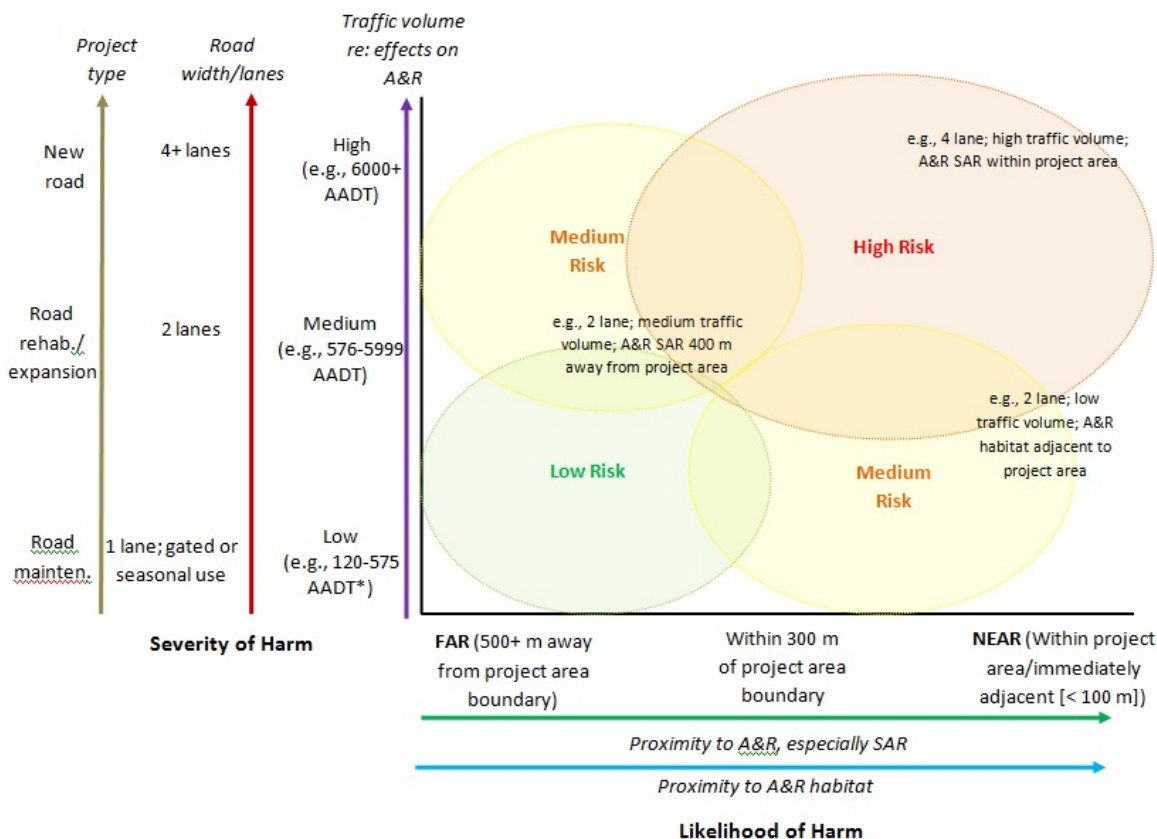 Project
type
Road
width/lanes
Traffic volume
re: effects on
A&R
New
road
4+ lanes
High
(e.g., 6000+
AADT)
Road
rehab./
expansion
2 lanes
Medium
(e.g., 576-5999
AADT)
Road
mainten.
1 lane; gated or
seasonal use
Low
(e.g., 120-575
AADT*)
Severity of Harm
e.g., 4 lane; high traffic volume;
A&R SAR within project area
Medium
Risk
High Risk
e.g., 2 lane; medium traffic
volume; A&R SAR 400 m
away from project area
e.g., 2 lane; low
traffic volume; A&R
habitat adjacent to
project area
Low Risk
Medium
Risk
FAR (500+ m away
from project area
boundary)
Within 300 m
of project area
boundary
NEAR (Within project
area/immediately
adjacent [< 100 m])
Proximity to A&R, especially SAR
Proximity to A&R habitat
Likelihood of Harm